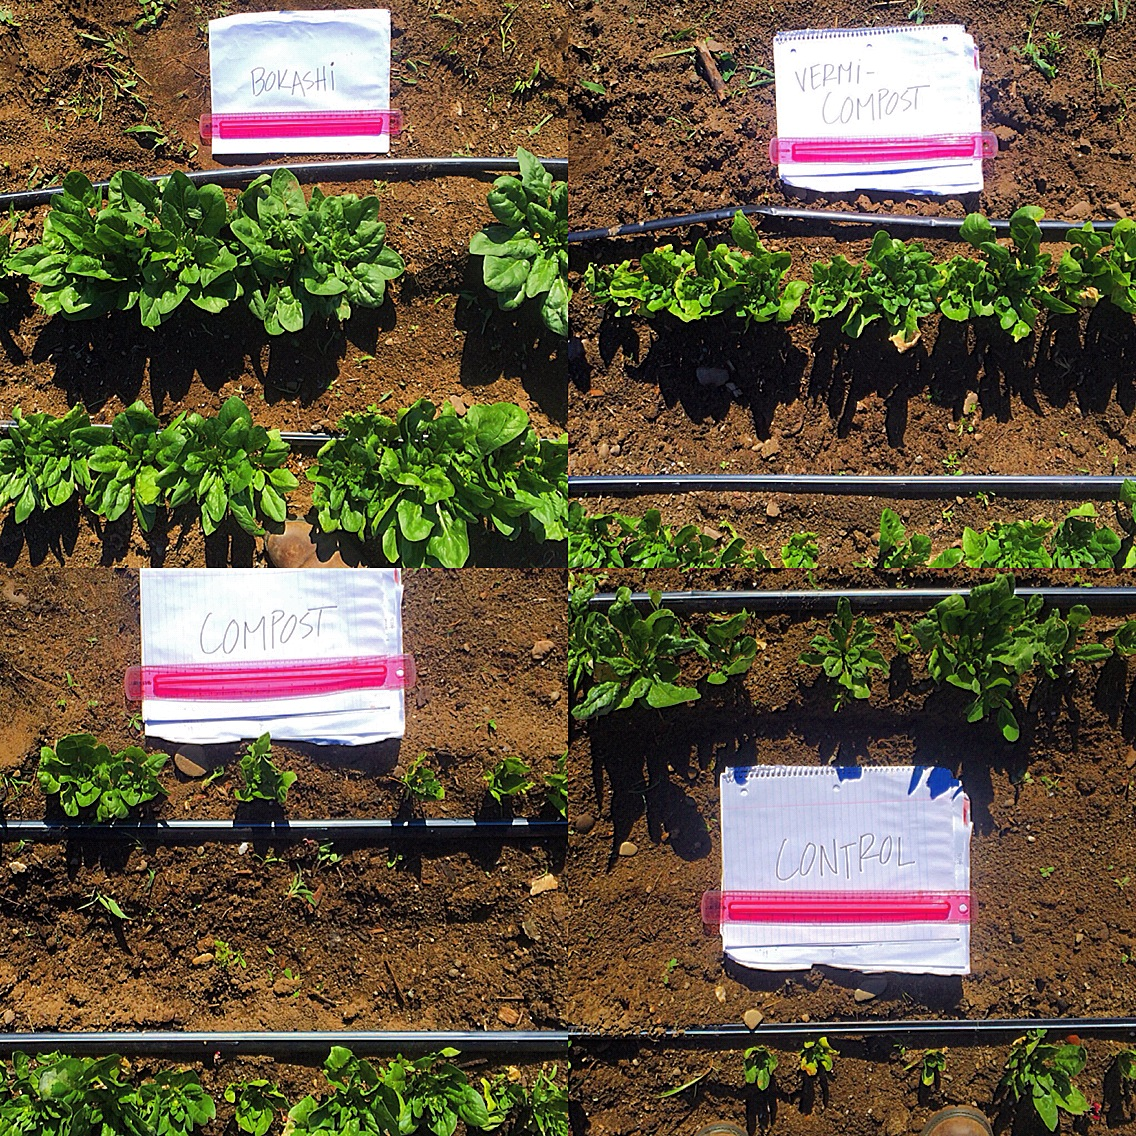 BOKASHI
VERMI-
COMPOST
COMPOST
CONTROL